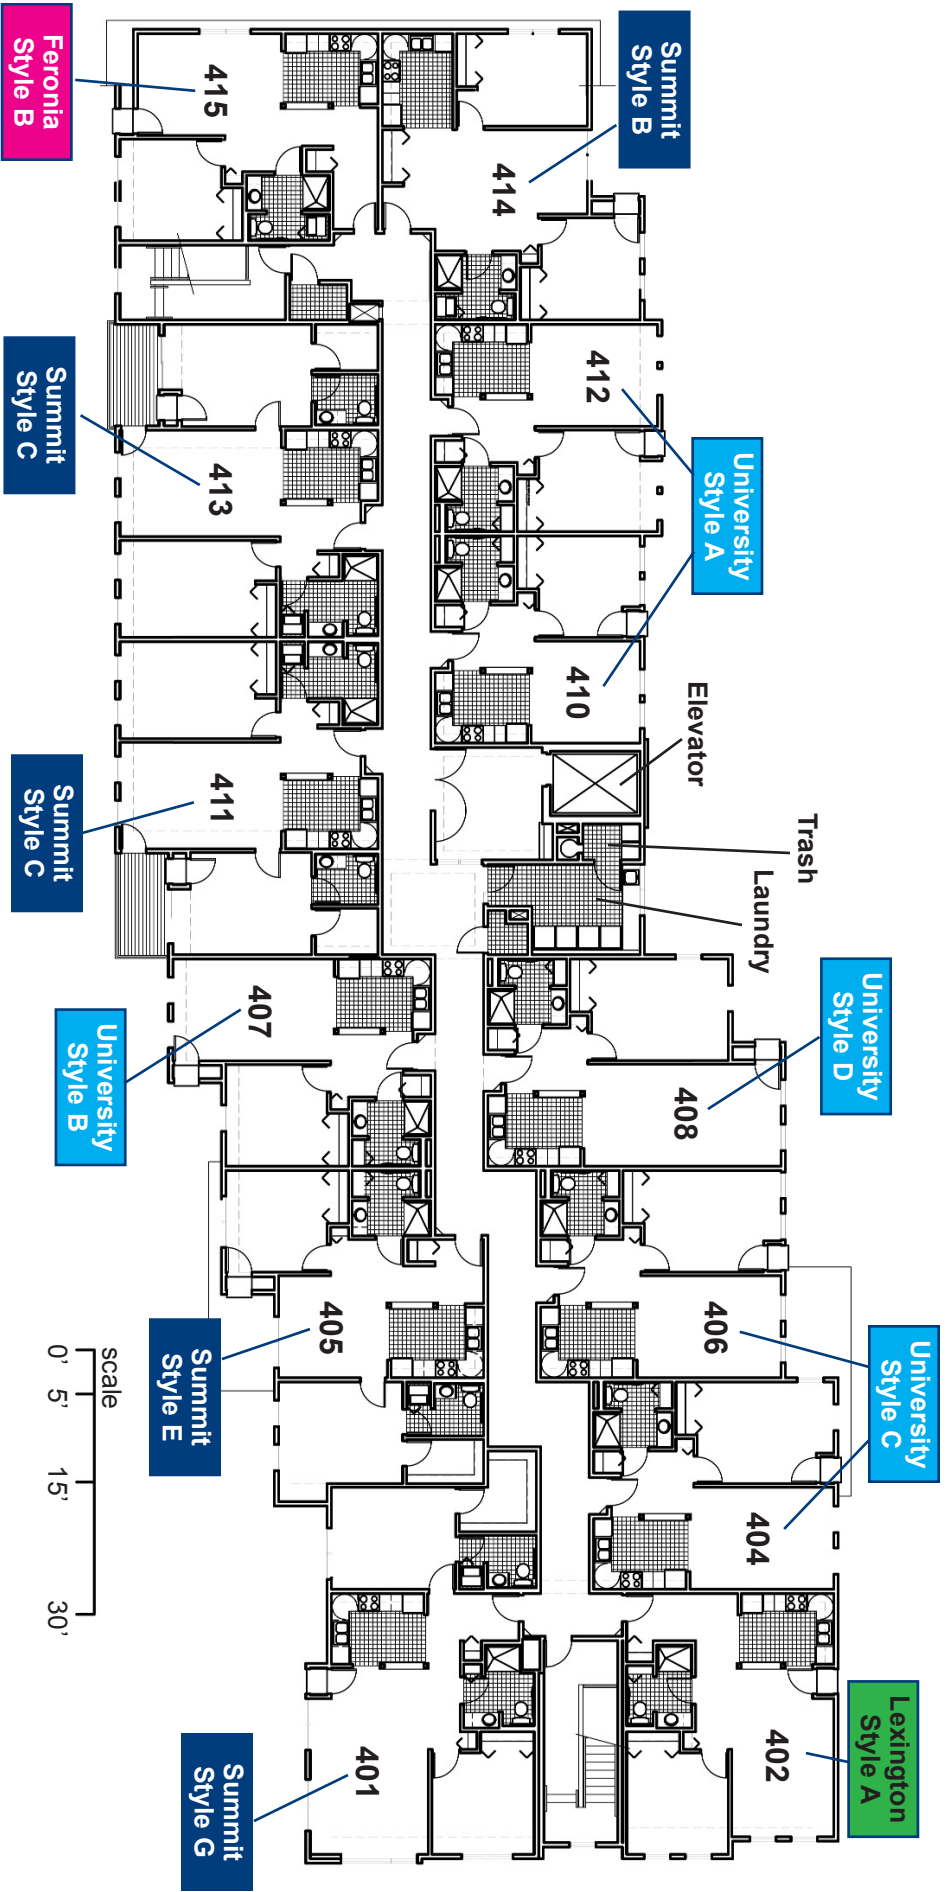 Feronia
Style B
415
Summit
Style B
414
412
University
Style A
Summit
Style C
413
410
Elevator
Trash
Laundry
411
Summit
Style C
407
University
Style B
University
Style D
408
405
Summit
Style E
406
University
Style C
404
scale
0’
5’
15’
30’
Lexington
Style A
402
401
Summit
Style G